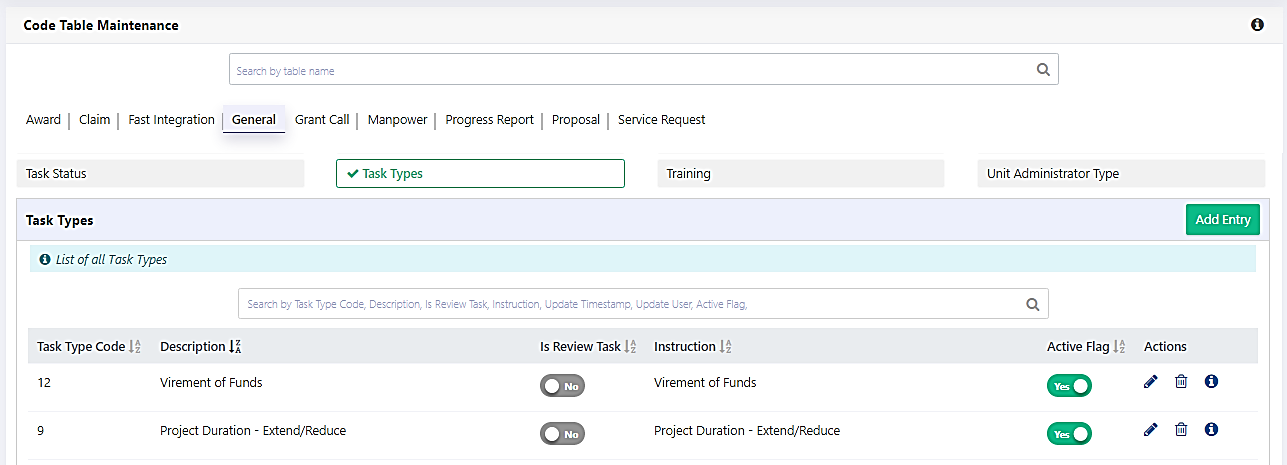 Code Table Maintenance
Search by table name
Award | Claim | Fast Integration | General Grant Call | Manpower | Progress Report | Proposal | Service Request
Task Status Task Types Training Unit Administrator Type
Task Types Add Entry
List of all Task Types
Search by Task Type Code, Description, Is Review Task, Instruction, Update Timestamp, Update User, Active Flag,
Task Type Code Description Is Review Task Instruction Active Flag Actions
12 Virement of Funds No Virement of Funds Yes
9 Project Duration - Extend/Reduce No Project Duration - Extend/Reduce Yes